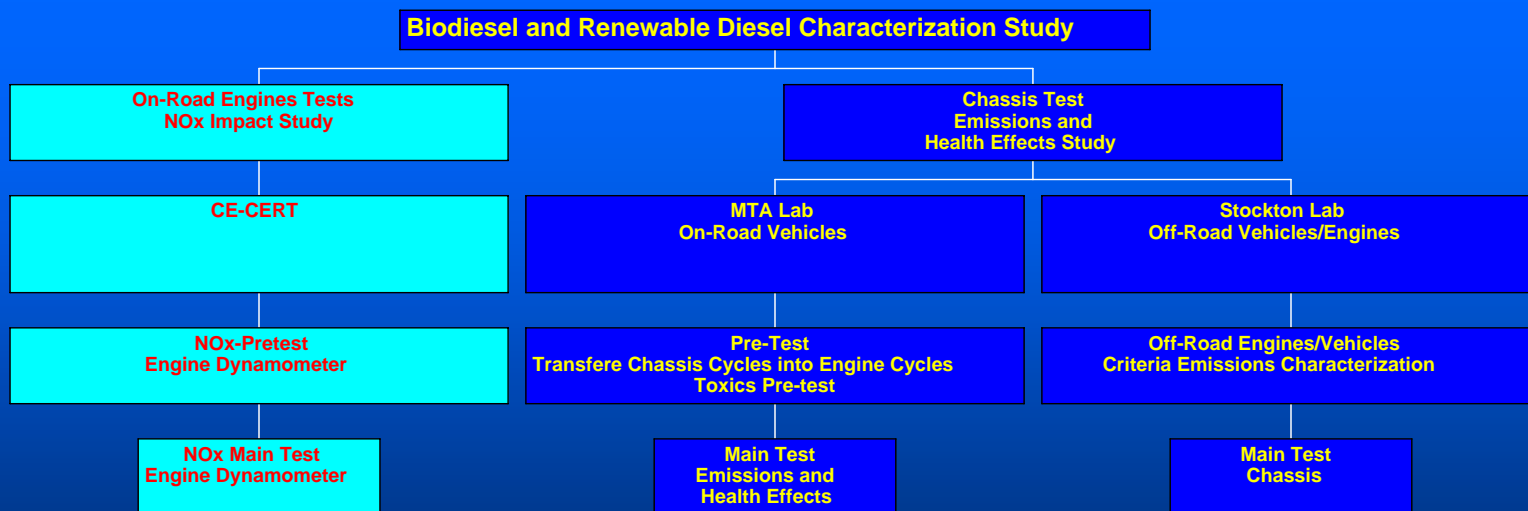 Biodiesel and Renewable Diesel Characterization Study
On-Road Engines Tests
NOx Impact Study
Chassis Test
Emissions and
Health Effects Study
CE-CERT
MTA Lab
On-Road Vehicles
Stockton Lab
Off-Road Vehicles/Engines
NOx-Pretest
Engine Dynamometer
Pre-Test
Transfere Chassis Cycles into Engine Cycles
Toxics Pre-test
Off-Road Engines/Vehicles
Criteria Emissions Characterization
NOx Main Test
Engine Dynamometer
Main Test
Emissions and
Health Effects
Main Test
Chassis